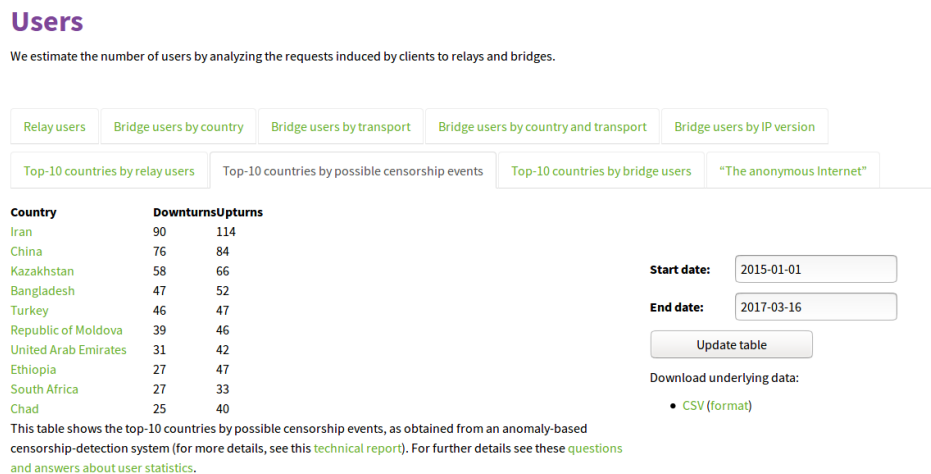 Users
We estimate the number of users by analyzing the requests induced by clients to relays and bridges.
Relay users Bridge users by country Bridge users by transport Bridge users by country and transport Bridge users by IP version
Top-10 countries by relay users Top-10 countries by possible censorship events Top-10 countries by bridge users “The anonymous Internet”
Country DownturnsUpturns
Iran 90 114
China 76 84
Kazakhstan 58 66
Bangladesh 47 52
Turkey 46 47
Republic of Moldova 39 46
United Arab Emirates 31 42
Ethiopia 27 47
South Africa 27 33
Chad 25 40
This table shows the top-10 countries by possible censorship events, as obtained from an anomaly-based
censorship-detection system (for more details, see this technical report). For further details see these questions
and answers about user statistics.
Start date: 2015-01-01
End date: 2017-03-16
Update table
Download underlying data:
• CSV (format)